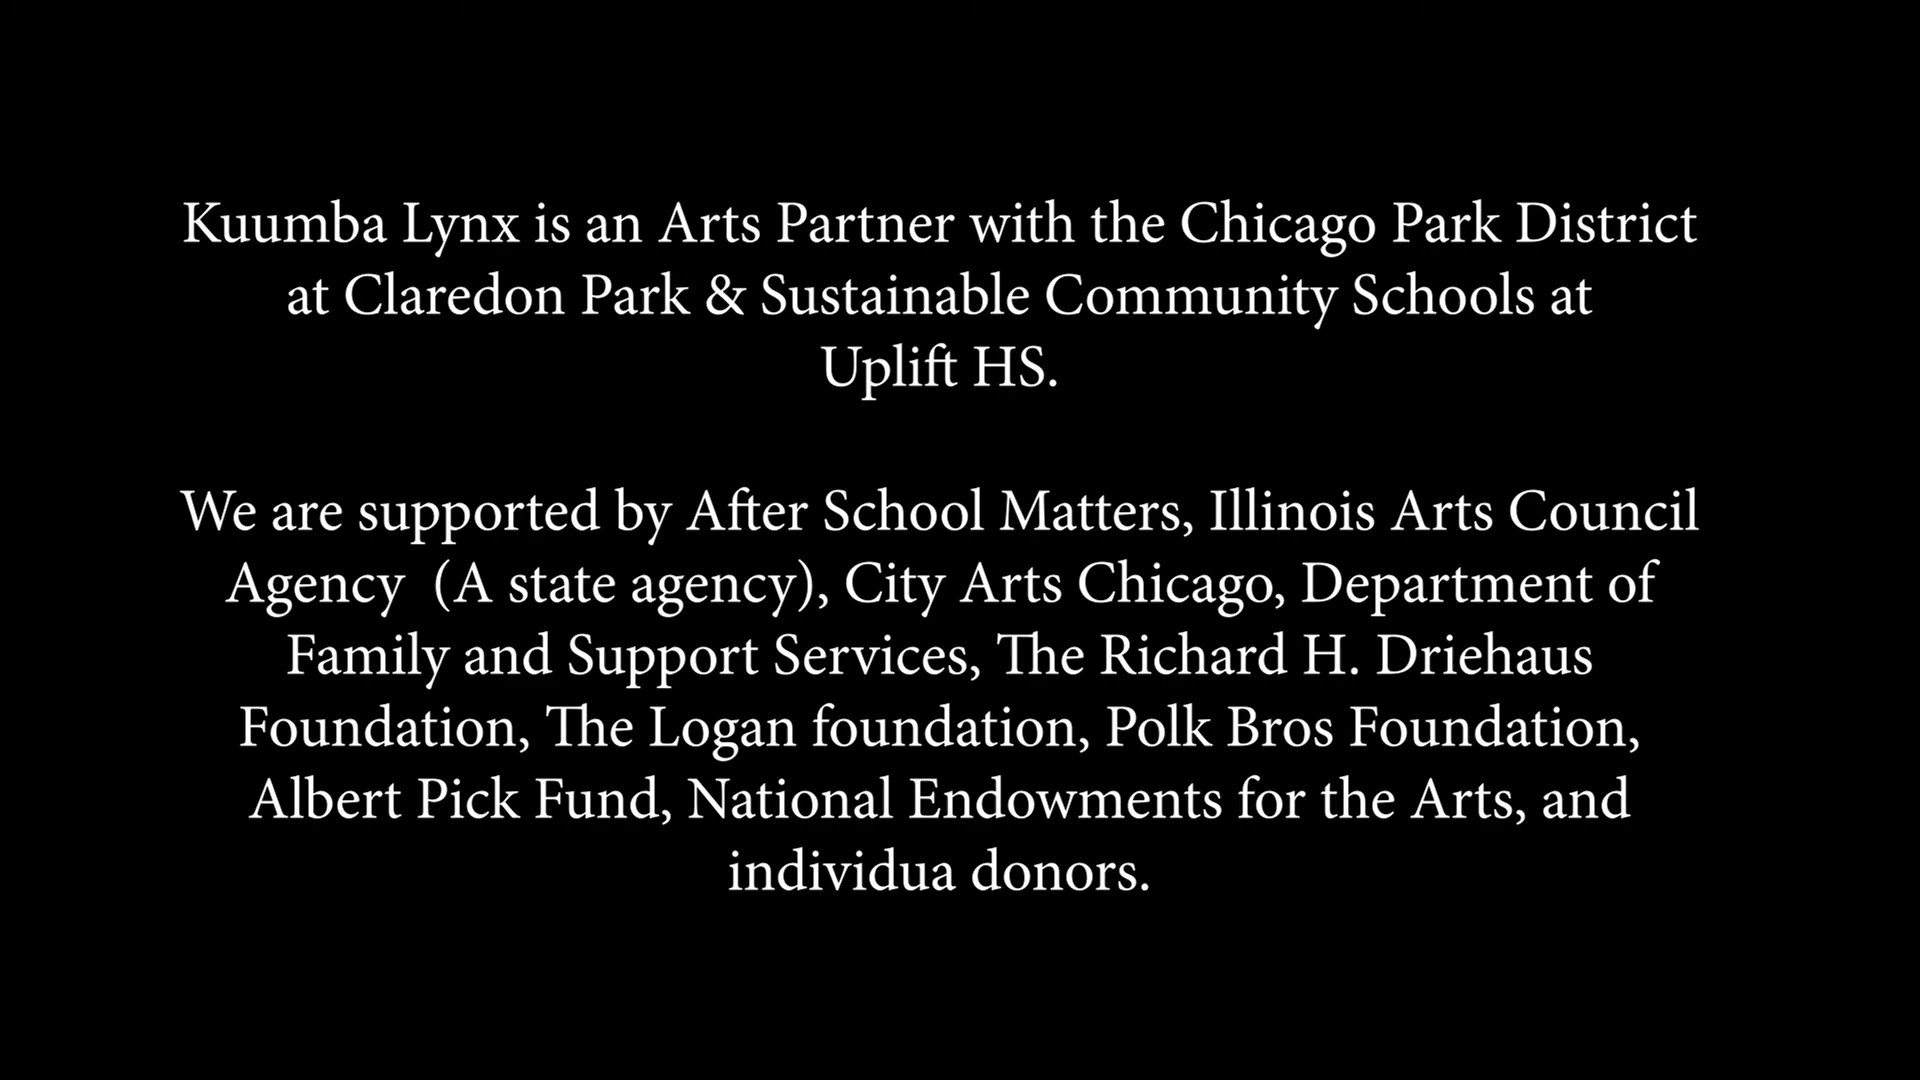 Kuumba Lynx is an Arts Partner with the Chicago Park District
at Claredon Park & Sustainable Community Schools at
Uplift HS.
We are supported by After School Matters, Illinois Arts Council
Agency  (A state agency), City Arts Chicago, Department of
Family and Support Services, The Richard H. Driehaus
Foundation, The Logan foundation, Polk Bros Foundation,
Albert Pick Fund, National Endowments for the Arts, and
individua donors.